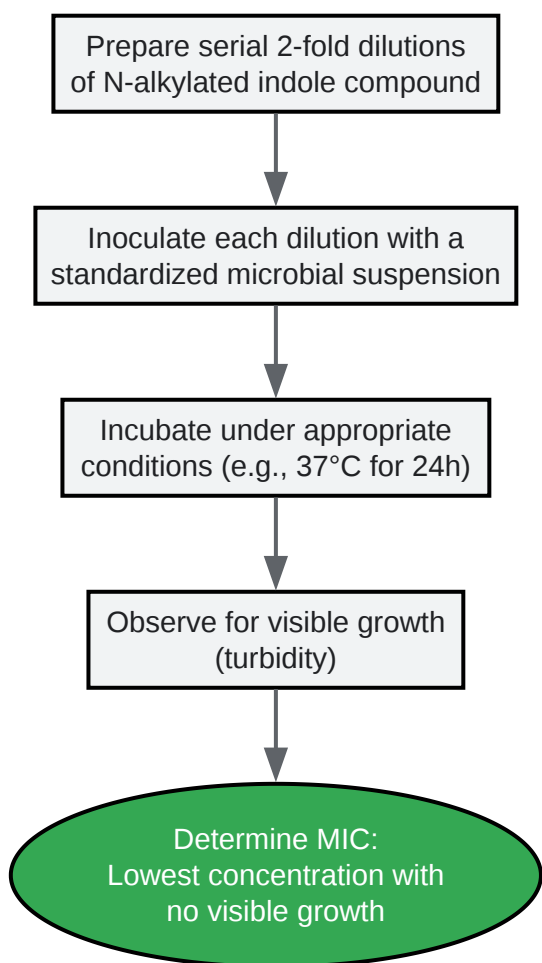 Prepare serial 2-fold dilutions
of N-alkylated indole compound
Inoculate each dilution with a
standardized microbial suspension
Incubate under appropriate
conditions (e.g., 37°C for 24h)
Observe for visible growth
(turbidity)
Determine MIC:
Lowest concentration with
no visible growth